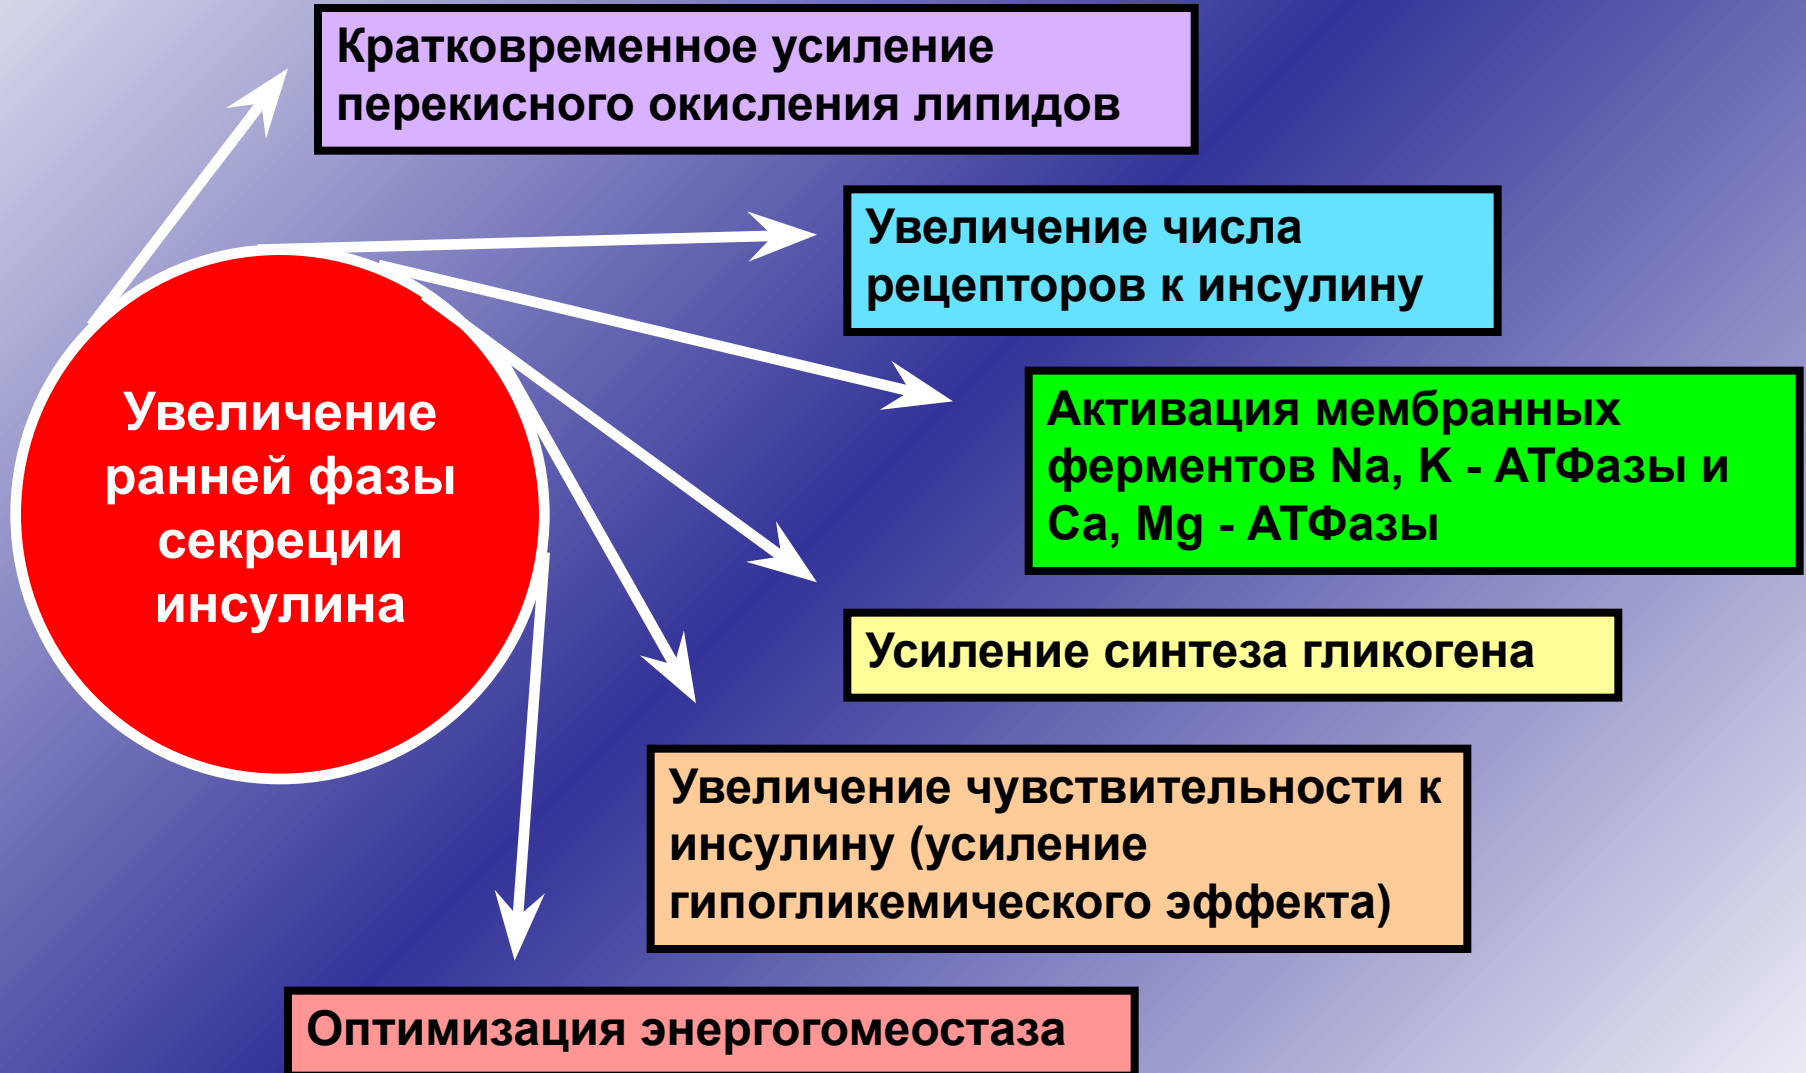 Кратковременное усиление
перекисного окисления липидов
Увеличение числа
рецепторов к инсулину
Увеличение
ранней фазы
секреции
инсулина
Активация мембранных
ферментов Na, K - АТФазы и
Ca, Mg - АТФазы
Усиление синтеза гликогена
Увеличение чувствительности к
инсулину (усиление
гипогликемического эффекта)
Оптимизация энергогомеостаза